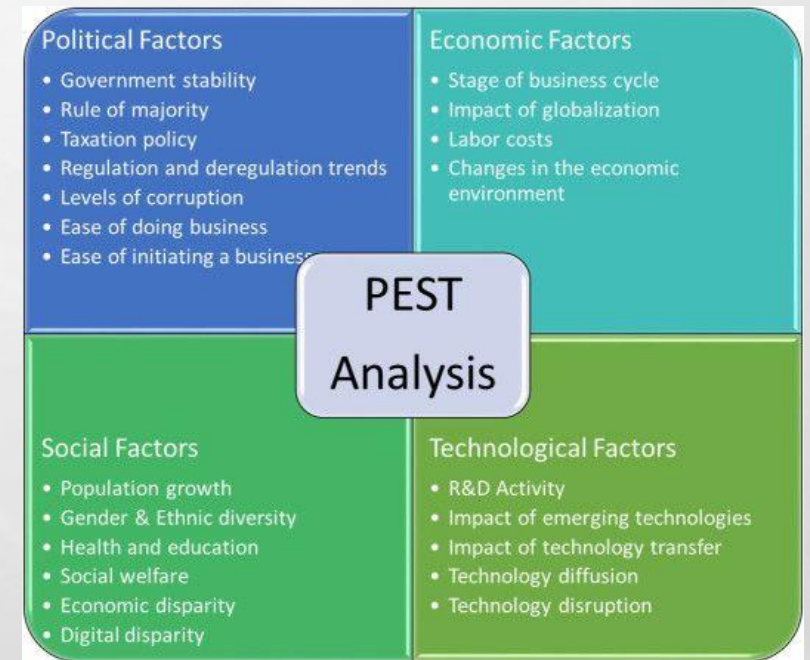 Political Factors
• Government stability
• Rule of majority
• Taxation policy
• Regulation and deregulation trends
• Levels of corruption
• Ease of doing business
• Ease of initiating a business
Economic Factors
• Stage of business cycle
• Impact of globalization
• Labor costs
• Changes in the economic
environment
PEST
Analysis
Social Factors
• Population growth
• Gender & Ethnic diversity
• Health and education
• Social welfare
• Economic disparity
• Digital disparity
Technological Factors
• R&D Activity
• Impact of emerging technologies
• Impact of technology transfer
• Technology diffusion
• Technology disruption